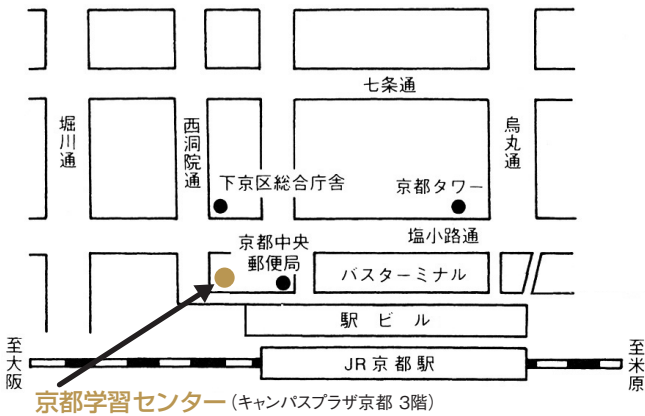 七条通
堀川通
西洞院通
烏丸通
下京区総合庁舎
京都タワー
塩小路通
京都中央
郵便局
バスターミナル
駅ビル
至大阪
JR京都駅
至米原
京都学習センター(キャンパスプラザ京都 3階)